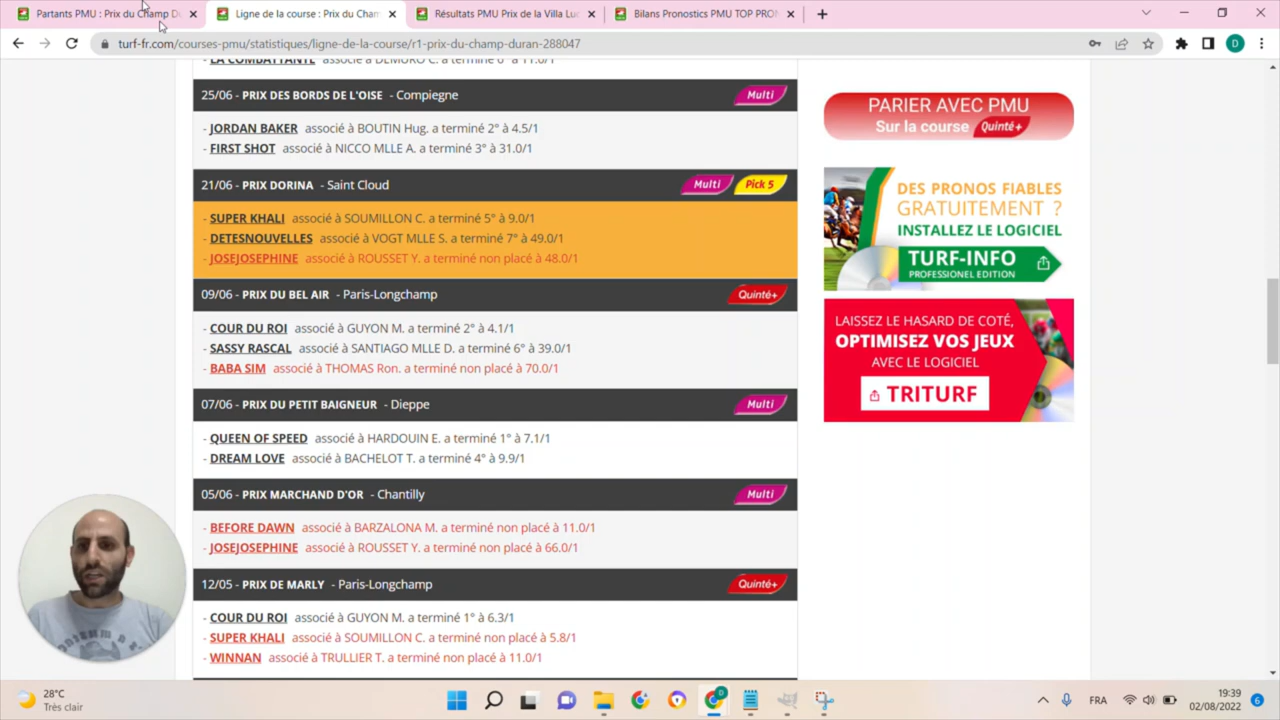 Partants PMU : Prix du Champ Du
Ligne de la course : Prix du Cham
Résultats PMU Prix de la Villa Luc
Bilans Pronostics PMU TOP PRON
turf-fr.com/courses-pmu/statistiques/ligne-de-la-course/r1-prix-du-champ-duran-288047
D
- LA COMBATTANTE associé à DEMURO C. a terminé 6° à 11.0/1
25/06 - PRIX DES BORDS DE L'OISE - Compiegne Multi
- JORDAN BAKER associé à BOUTIN Hug. a terminé 2° à 4.5/1
- FIRST SHOT associé à NICCO MLLE A. a terminé 3° à 31.0/1
21/06 - PRIX DORINA - Saint Cloud Multi Pick 5
- SUPER KHALI associé à SOUMILLON C. a terminé 5° à 9.0/1
- DETESNOUVELLES associé à VOGT MLLE S. a terminé 7° à 49.0/1
- JOSEJOSEPHINE associé à ROUSSET Y. a terminé non placé à 48.0/1
09/06 - PRIX DU BEL AIR - Paris-Longchamp Quinté+
- COUR DU ROI associé à GUYON M. a terminé 2° à 4.1/1
- SASSY RASCAL associé à SANTIAGO MLLE D. a terminé 6° à 39.0/1
- BABA SIM associé à THOMAS Ron. a terminé non placé à 70.0/1
07/06 - PRIX DU PETIT BAIGNEUR - Dieppe Multi
- QUEEN OF SPEED associé à HARDOUIN E. a terminé 1° à 7.1/1
- DREAM LOVE associé à BACHELOT T. a terminé 4° à 9.9/1
05/06 - PRIX MARCHAND D'OR - Chantilly Multi
- BEFORE DAWN associé à BARZALONA M. a terminé non placé à 11.0/1
- JOSEJOSEPHINE associé à ROUSSET Y. a terminé non placé à 66.0/1
12/05 - PRIX DE MARLY - Paris-Longchamp Quinté+
- COUR DU ROI associé à GUYON M. a terminé 1° à 6.3/1
- SUPER KHALI associé à SOUMILLON C. a terminé non placé à 5.8/1
- WINNAN associé à TRULLIER T. a terminé non placé à 11.0/1
PARIER AVEC PMU
Sur la course Quinté+
DES PRONOS FIABLES
GRATUITEMENT ?
INSTALLEZ LE LOGICIEL
TURF-INFO
PROFESSIONEL EDITION
LAISSEZ LE HASARD DE COTÉ,
OPTIMISEZ VOS JEUX
AVEC LE LOGICIEL
TRITURF
28°C
Très clair
D
FRA
19:39
02/08/2022
6